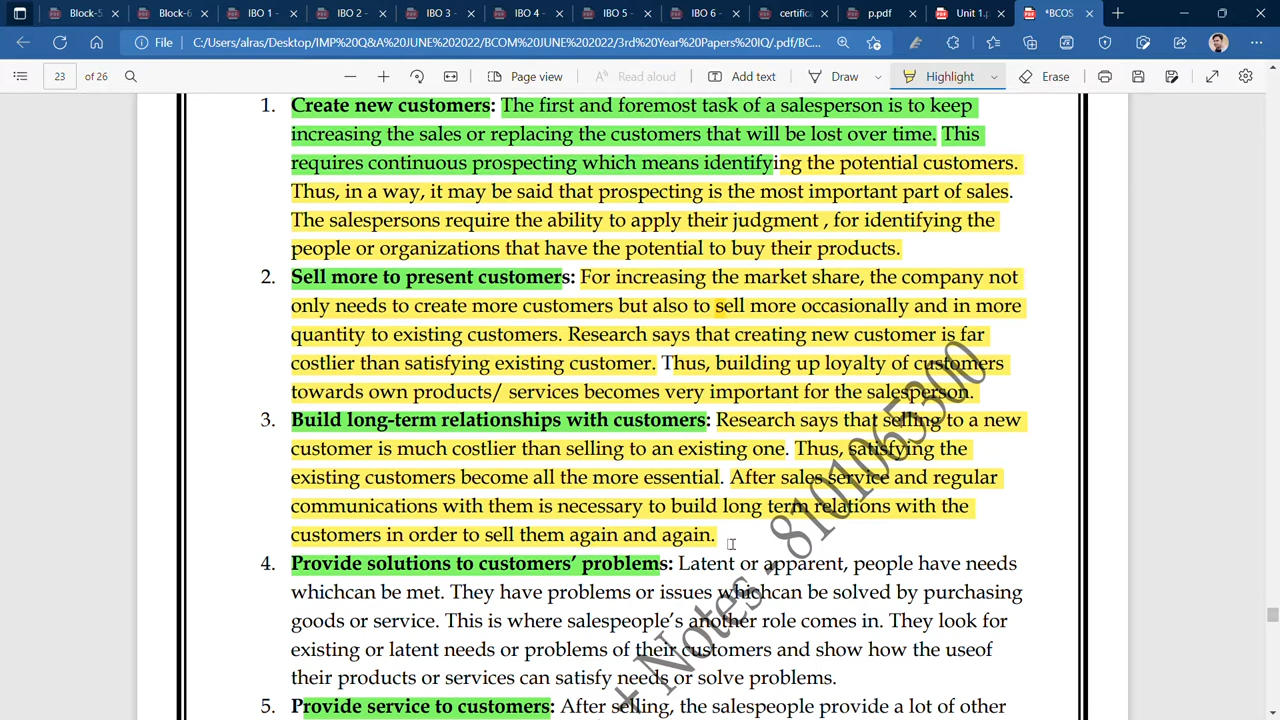 Block-5
Block-6
IBO 1 -
IBO 2 -
IBO 3 -
IBO 4 -
IBO 5 -
IBO 6 -
certifica
p.pdf
Unit 1.p
*BCOS
File C:/Users/alras/Desktop/IMP%20Q&A%20JUNE%202022/BCOM%20JUNE%202022/3rd%20Year%20Papers%20IQ/.pdf/BC...
23 of 26
Page view
Read aloud
Add text
Draw
Highlight
Erase
1. Create new customers: The first and foremost task of a salesperson is to keep
increasing the sales or replacing the customers that will be lost over time. This
requires continuous prospecting which means identifying the potential customers.
Thus, in a way, it may be said that prospecting is the most important part of sales.
The salespersons require the ability to apply their judgment , for identifying the
people or organizations that have the potential to buy their products.
2. Sell more to present customers: For increasing the market share, the company not
only needs to create more customers but also to sell more occasionally and in more
quantity to existing customers. Research says that creating new customer is far
costlier than satisfying existing customer. Thus, building up loyalty of customers
towards own products/ services becomes very important for the salesperson.
3. Build long-term relationships with customers: Research says that selling to a new
customer is much costlier than selling to an existing one. Thus, satisfying the
existing customers become all the more essential. After sales service and regular
communications with them is necessary to build long term relations with the
customers in order to sell them again and again.
4. Provide solutions to customers’ problems: Latent or apparent, people have needs
whichcan be met. They have problems or issues whichcan be solved by purchasing
goods or service. This is where salespeople’s another role comes in. They look for
existing or latent needs or problems of their customers and show how the useof
their products or services can satisfy needs or solve problems.
5. Provide service to customers: After selling, the salespeople provide a lot of other
+ Notes - 8101065300